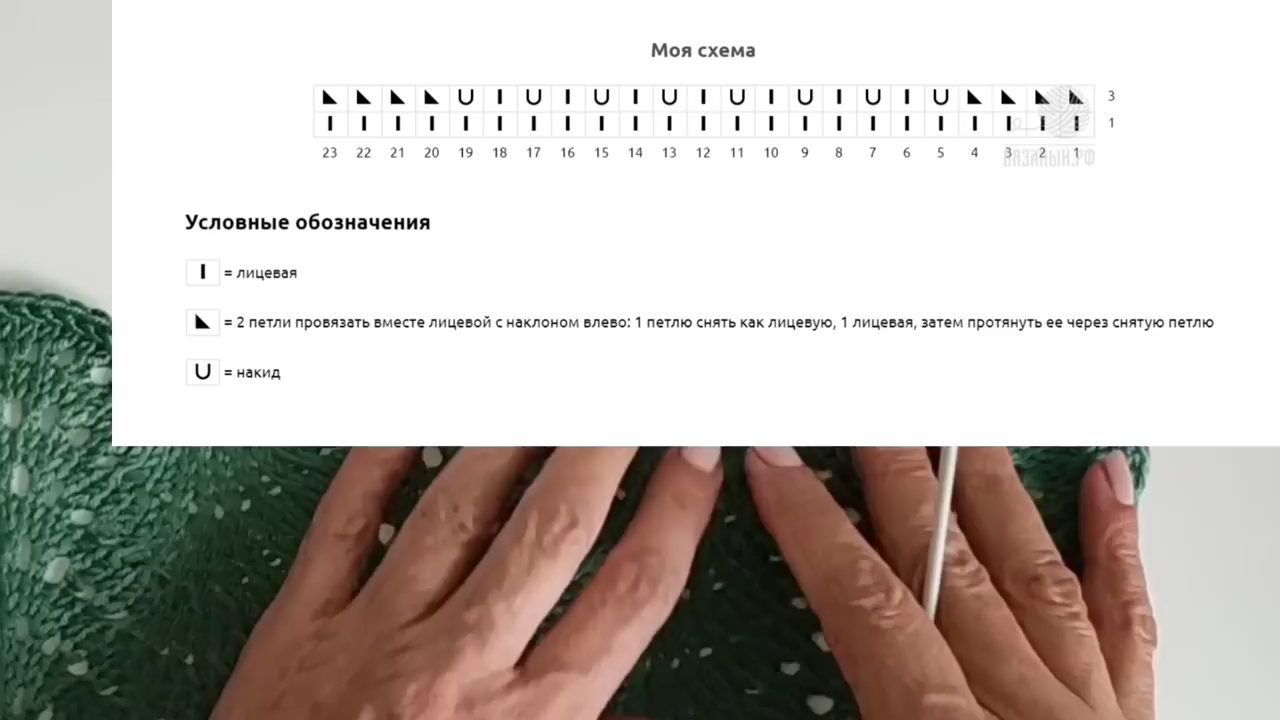 Моя схема
3
1
23 22 21 20 19 18 17 16 15 14 13 12 11 10 9 8 7 6 5 4 3 2 1
ВЯЗАНЫЙ.РФ
Условные обозначения
= лицевая
= 2 петли провязать вместе лицевой с наклоном влево: 1 петлю снять как лицевую, 1 лицевая, затем протянуть ее через снятую петлю
= накид